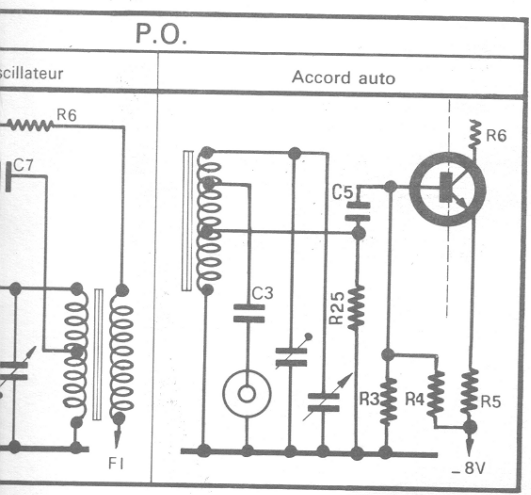 P.O.
scillateur
Accord auto
R6
R6
C7
C5
C3
R25
R3
R4
R5
FI
_ 8V